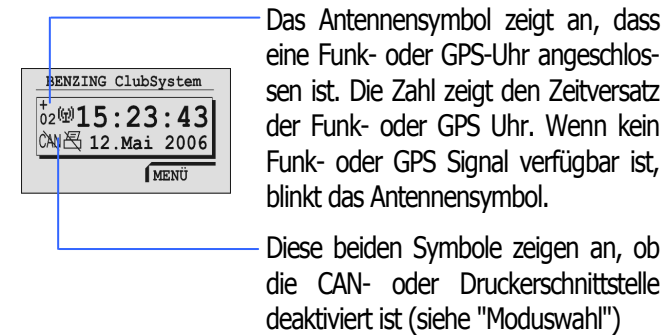 Das Antennensymbol zeigt an, dass
eine Funk- oder GPS-Uhr angeschlos-
sen ist. Die Zahl zeigt den Zeitversatz
der Funk- oder GPS Uhr. Wenn kein
Funk- oder GPS Signal verfügbar ist,
blinkt das Antennensymbol.
BENZING ClubSystem
+
02 15:23:43
CAN 12.Mai 2006
MENÜ
Diese beiden Symbole zeigen an, ob
die CAN- oder Druckerschnittstelle
deaktiviert ist (siehe "Moduswahl")